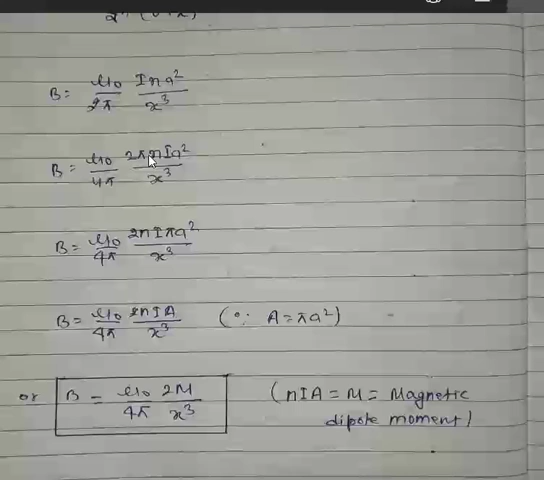 B = μ0/2π Ina²/x³
B = μ0/4π 2πnIa²/x³
B = μ0/4π 2nIπa²/x³
B = μ0/4π 2nIA/x³ (∵ A = πa²)
or B = μ0/4π 2M/x³ (nIA = M = Magnetic
dipole moment)